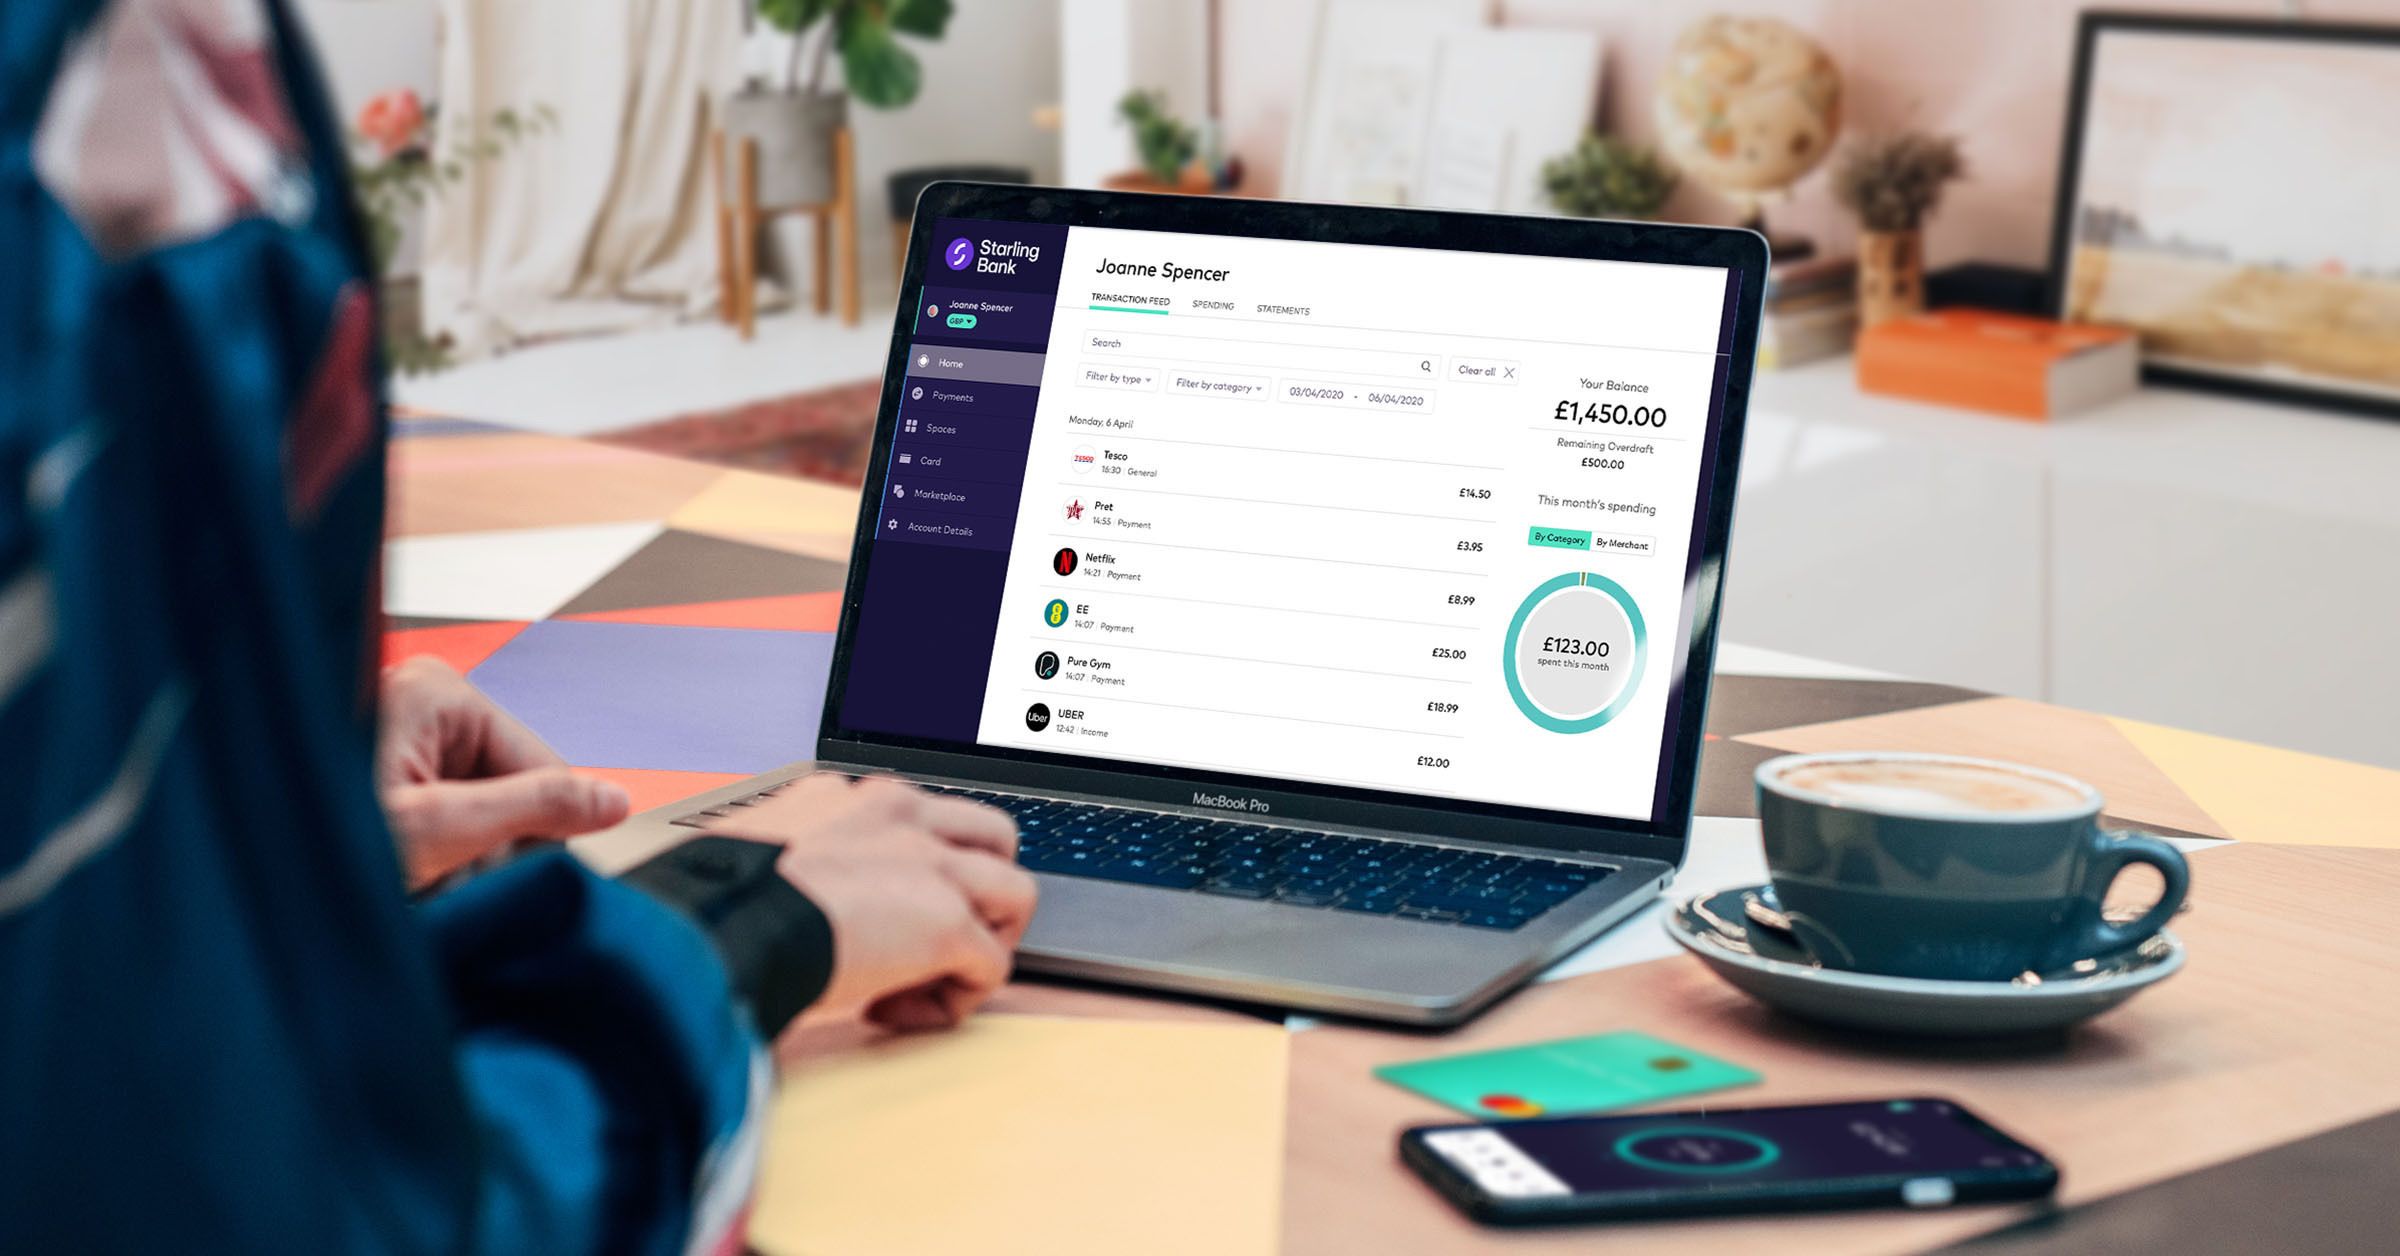 Starling
Bank
Joanne Spencer
GBP
Home
Payments
Spaces
Card
Marketplace
Account Details
Joanne Spencer
TRANSACTION FEED SPENDING STATEMENTS
Search
Clear all
Filter by type Filter by category 03/04/2020 - 06/04/2020
Monday, 6 April
TESCO
Tesco
16:30 | General
£14.50
Pret
14:55 | Payment
£3.95
N
Netflix
14:21 | Payment
£8.99
EE
EE
14:07 | Payment
£25.00
Pure Gym
14:07 | Payment
£18.99
Uber
UBER
12:42 | Income
£12.00
Your Balance
£1,450.00
Remaining Overdraft
£500.00
This month's spending
By Category By Merchant
£123.00
spent this month
MacBook Pro